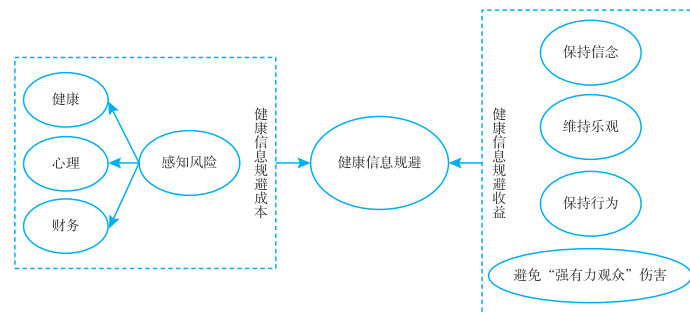 健康
心理
财务
感知风险
健康信息规避成本
健康信息规避
健康信息规避收益
保持信念
维持乐观
保持行为
避免“强有力观众”伤害